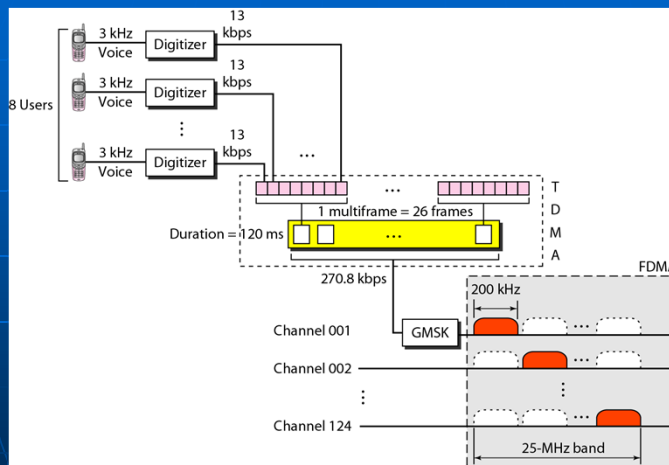 13
kbps
3 kHz
Voice
Digitizer
13
kbps
3 kHz
Voice
Digitizer
8 Users
13
kbps
3 kHz
Voice
Digitizer
...
...
...
T
D
M
A
1 multiframe = 26 frames
Duration = 120 ms
...
270.8 kbps
FDMA
200 kHz
GMSK
Channel 001
...
Channel 002
...
Channel 124
...
25-MHz band